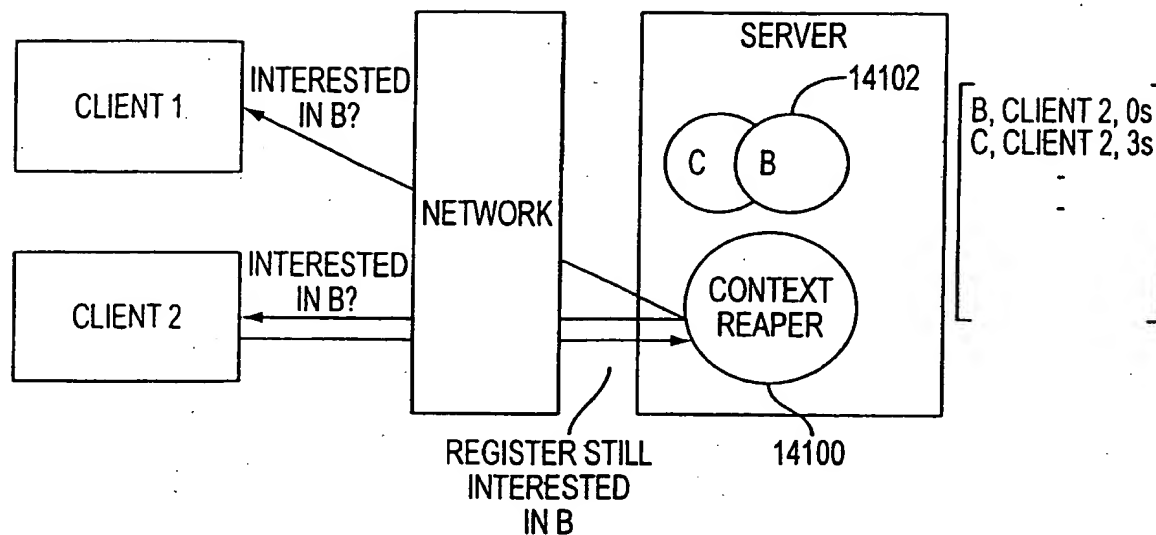 SERVER
14102
INTERESTED
IN B?
CLIENT 1
B, CLIENT 2, 0s
C, CLIENT 2, 3s
-
-
C
B
NETWORK
INTERESTED
IN B?
CLIENT 2
CONTEXT
REAPER
REGISTER STILL
INTERESTED
IN B
14100